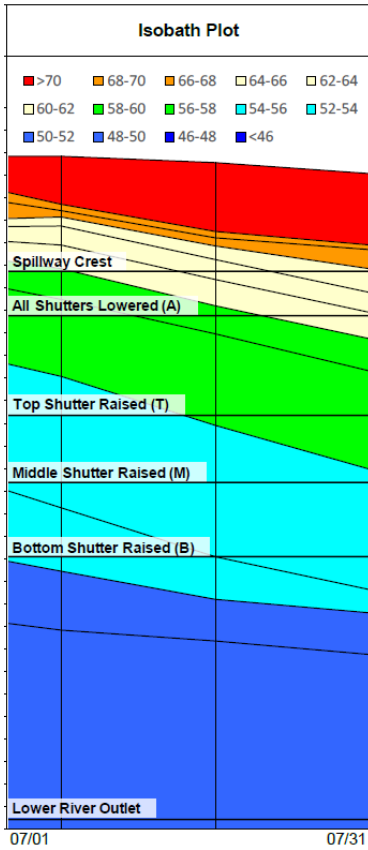 Isobath Plot
>70 68-70 66-68 64-66 62-64
60-62 58-60 56-58 54-56 52-54
50-52 48-50 46-48 <46
Spillway Crest
All Shutters Lowered (A)
Top Shutter Raised (T)
Middle Shutter Raised (M)
Bottom Shutter Raised (B)
Lower River Outlet
07/01 07/31